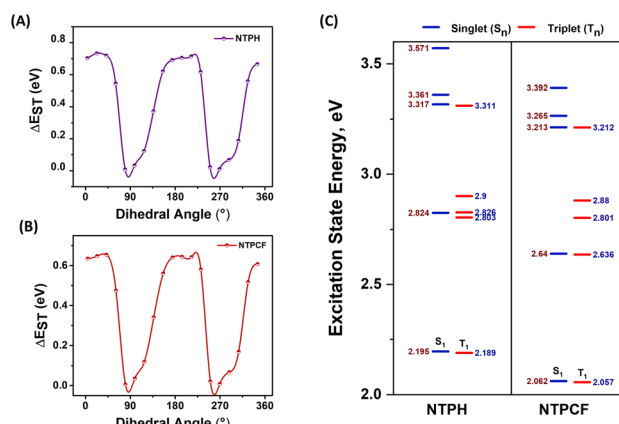 (A)
NTPH
ΔEST (eV)
0.8
0.6
0.4
0.2
0.0
0 90 180 270 360
Dihedral Angle (°)
(B)
NTPCF
ΔEST (eV)
0.6
0.4
0.2
0.0
0 90 180 270 360
Dihedral Angle (°)
(C)
Singlet (Sn) Triplet (Tn)
Excitation State Energy, eV
3.5
3.0
2.5
2.0
3.571
3.361
3.317 3.311
2.9
2.824 2.826
2.803
S1 T1
2.195 2.189
3.392
3.265
3.213 3.212
2.88
2.801
2.64 2.636
S1 T1
2.062 2.057
NTPH NTPCF